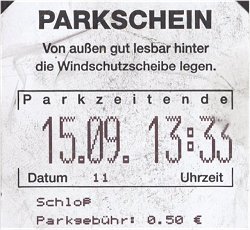 PARKSCHEIN
Von außen gut lesbar hinter
die Windschutzscheibe legen.
Parkzeitende
15.09. 13:33
Datum 11 Uhrzeit
Schloß
Parkgebühr: 0.50 €